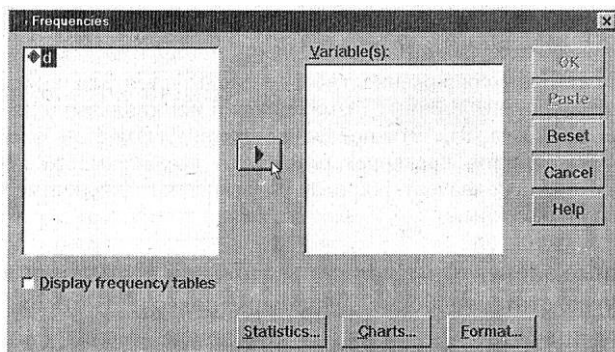 Frequencies
d
Variable(s):
OK
Paste
Reset
Cancel
Help
Display frequency tables
Statistics...
Charts...
Format...